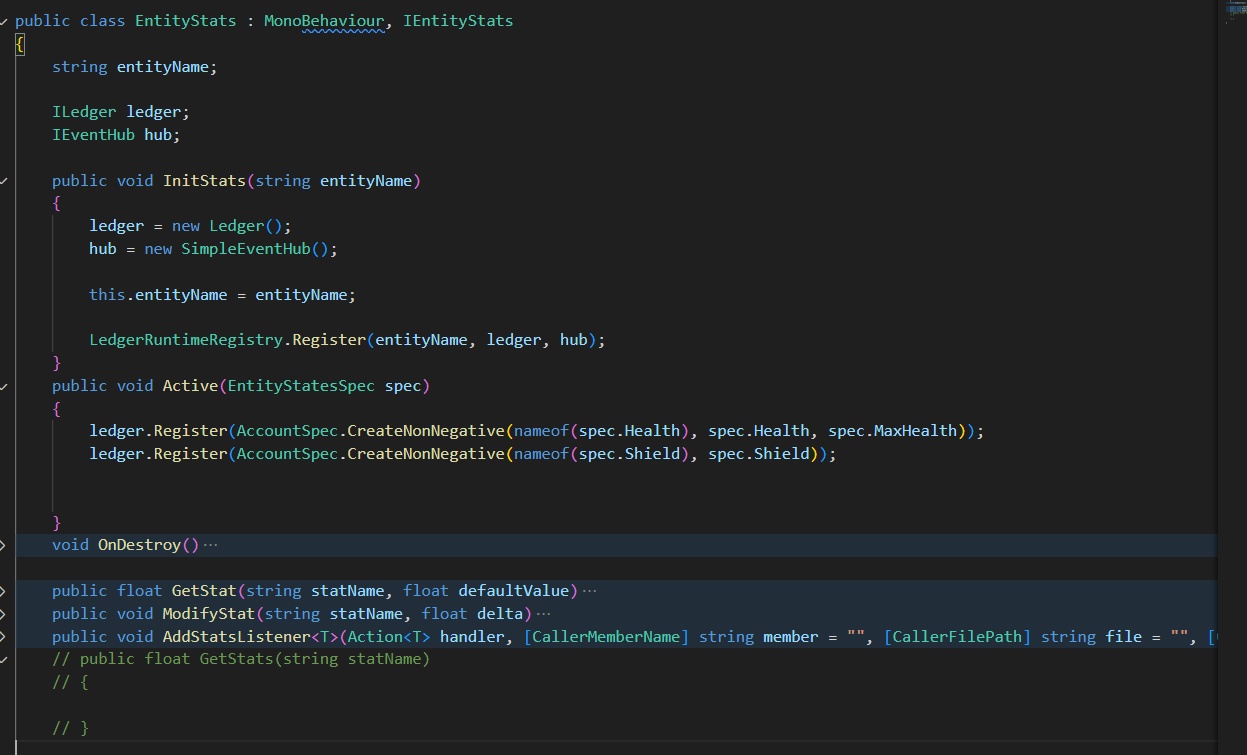 public class EntityStats : MonoBehaviour, IEntityStats
{
    string entityName;

    ILedger ledger;
    IEventHub hub;

    public void InitStats(string entityName)
    {
        ledger = new Ledger();
        hub = new SimpleEventHub();

        this.entityName = entityName;

        LedgerRuntimeRegistry.Register(entityName, ledger, hub);
    }
    public void Active(EntityStatesSpec spec)
    {
        ledger.Register(AccountSpec.CreateNonNegative(nameof(spec.Health), spec.Health, spec.MaxHealth));
        ledger.Register(AccountSpec.CreateNonNegative(nameof(spec.Shield), spec.Shield));


    }
    void OnDestroy()···

    public float GetStat(string statName, float defaultValue)···
    public void ModifyStat(string statName, float delta)···
    public void AddStatsListener<T>(Action<T> handler, [CallerMemberName] string member = "", [CallerFilePath] string file = "", [
    // public float GetStats(string statName)
    // {

    // }